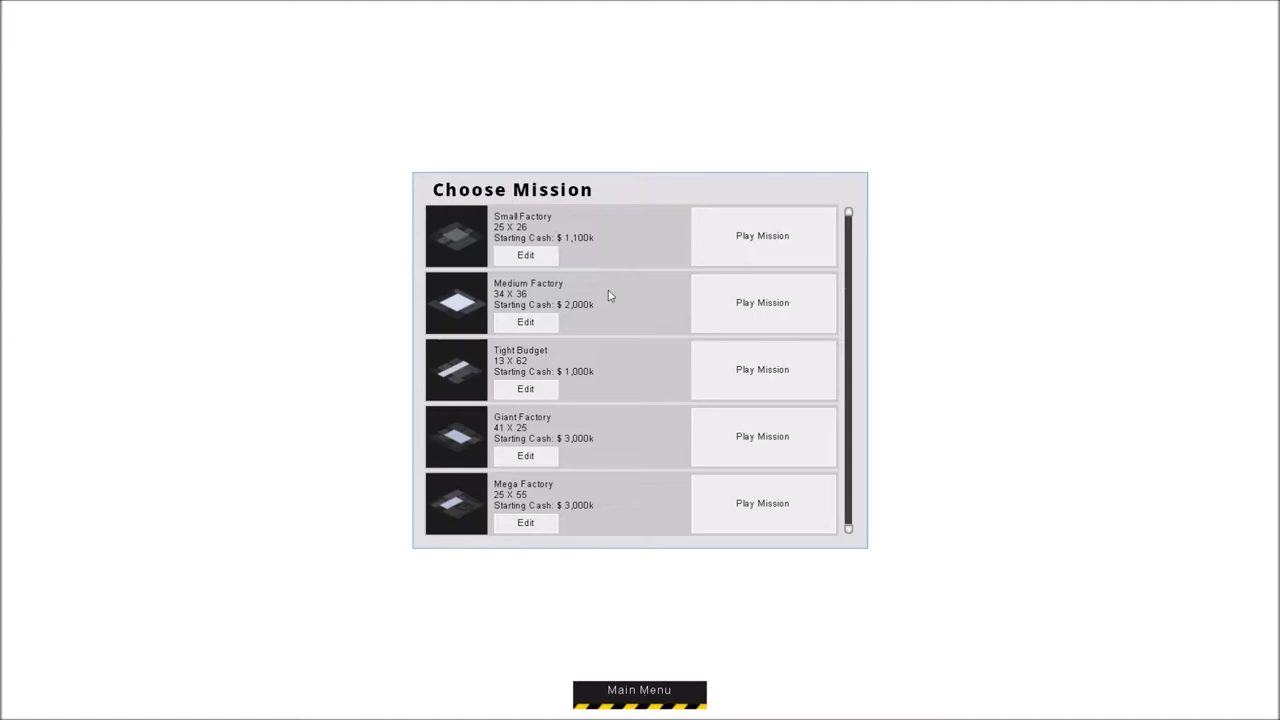 Choose Mission
Small Factory
25 X 26
Starting Cash: $ 1,100k
Edit
Play Mission
Medium Factory
34 X 36
Starting Cash: $ 2,000k
Edit
Play Mission
Tight Budget
13 X 62
Starting Cash: $ 1,000k
Edit
Play Mission
Giant Factory
41 X 25
Starting Cash: $ 3,000k
Edit
Play Mission
Mega Factory
25 X 55
Starting Cash: $ 3,000k
Edit
Play Mission
Main Menu